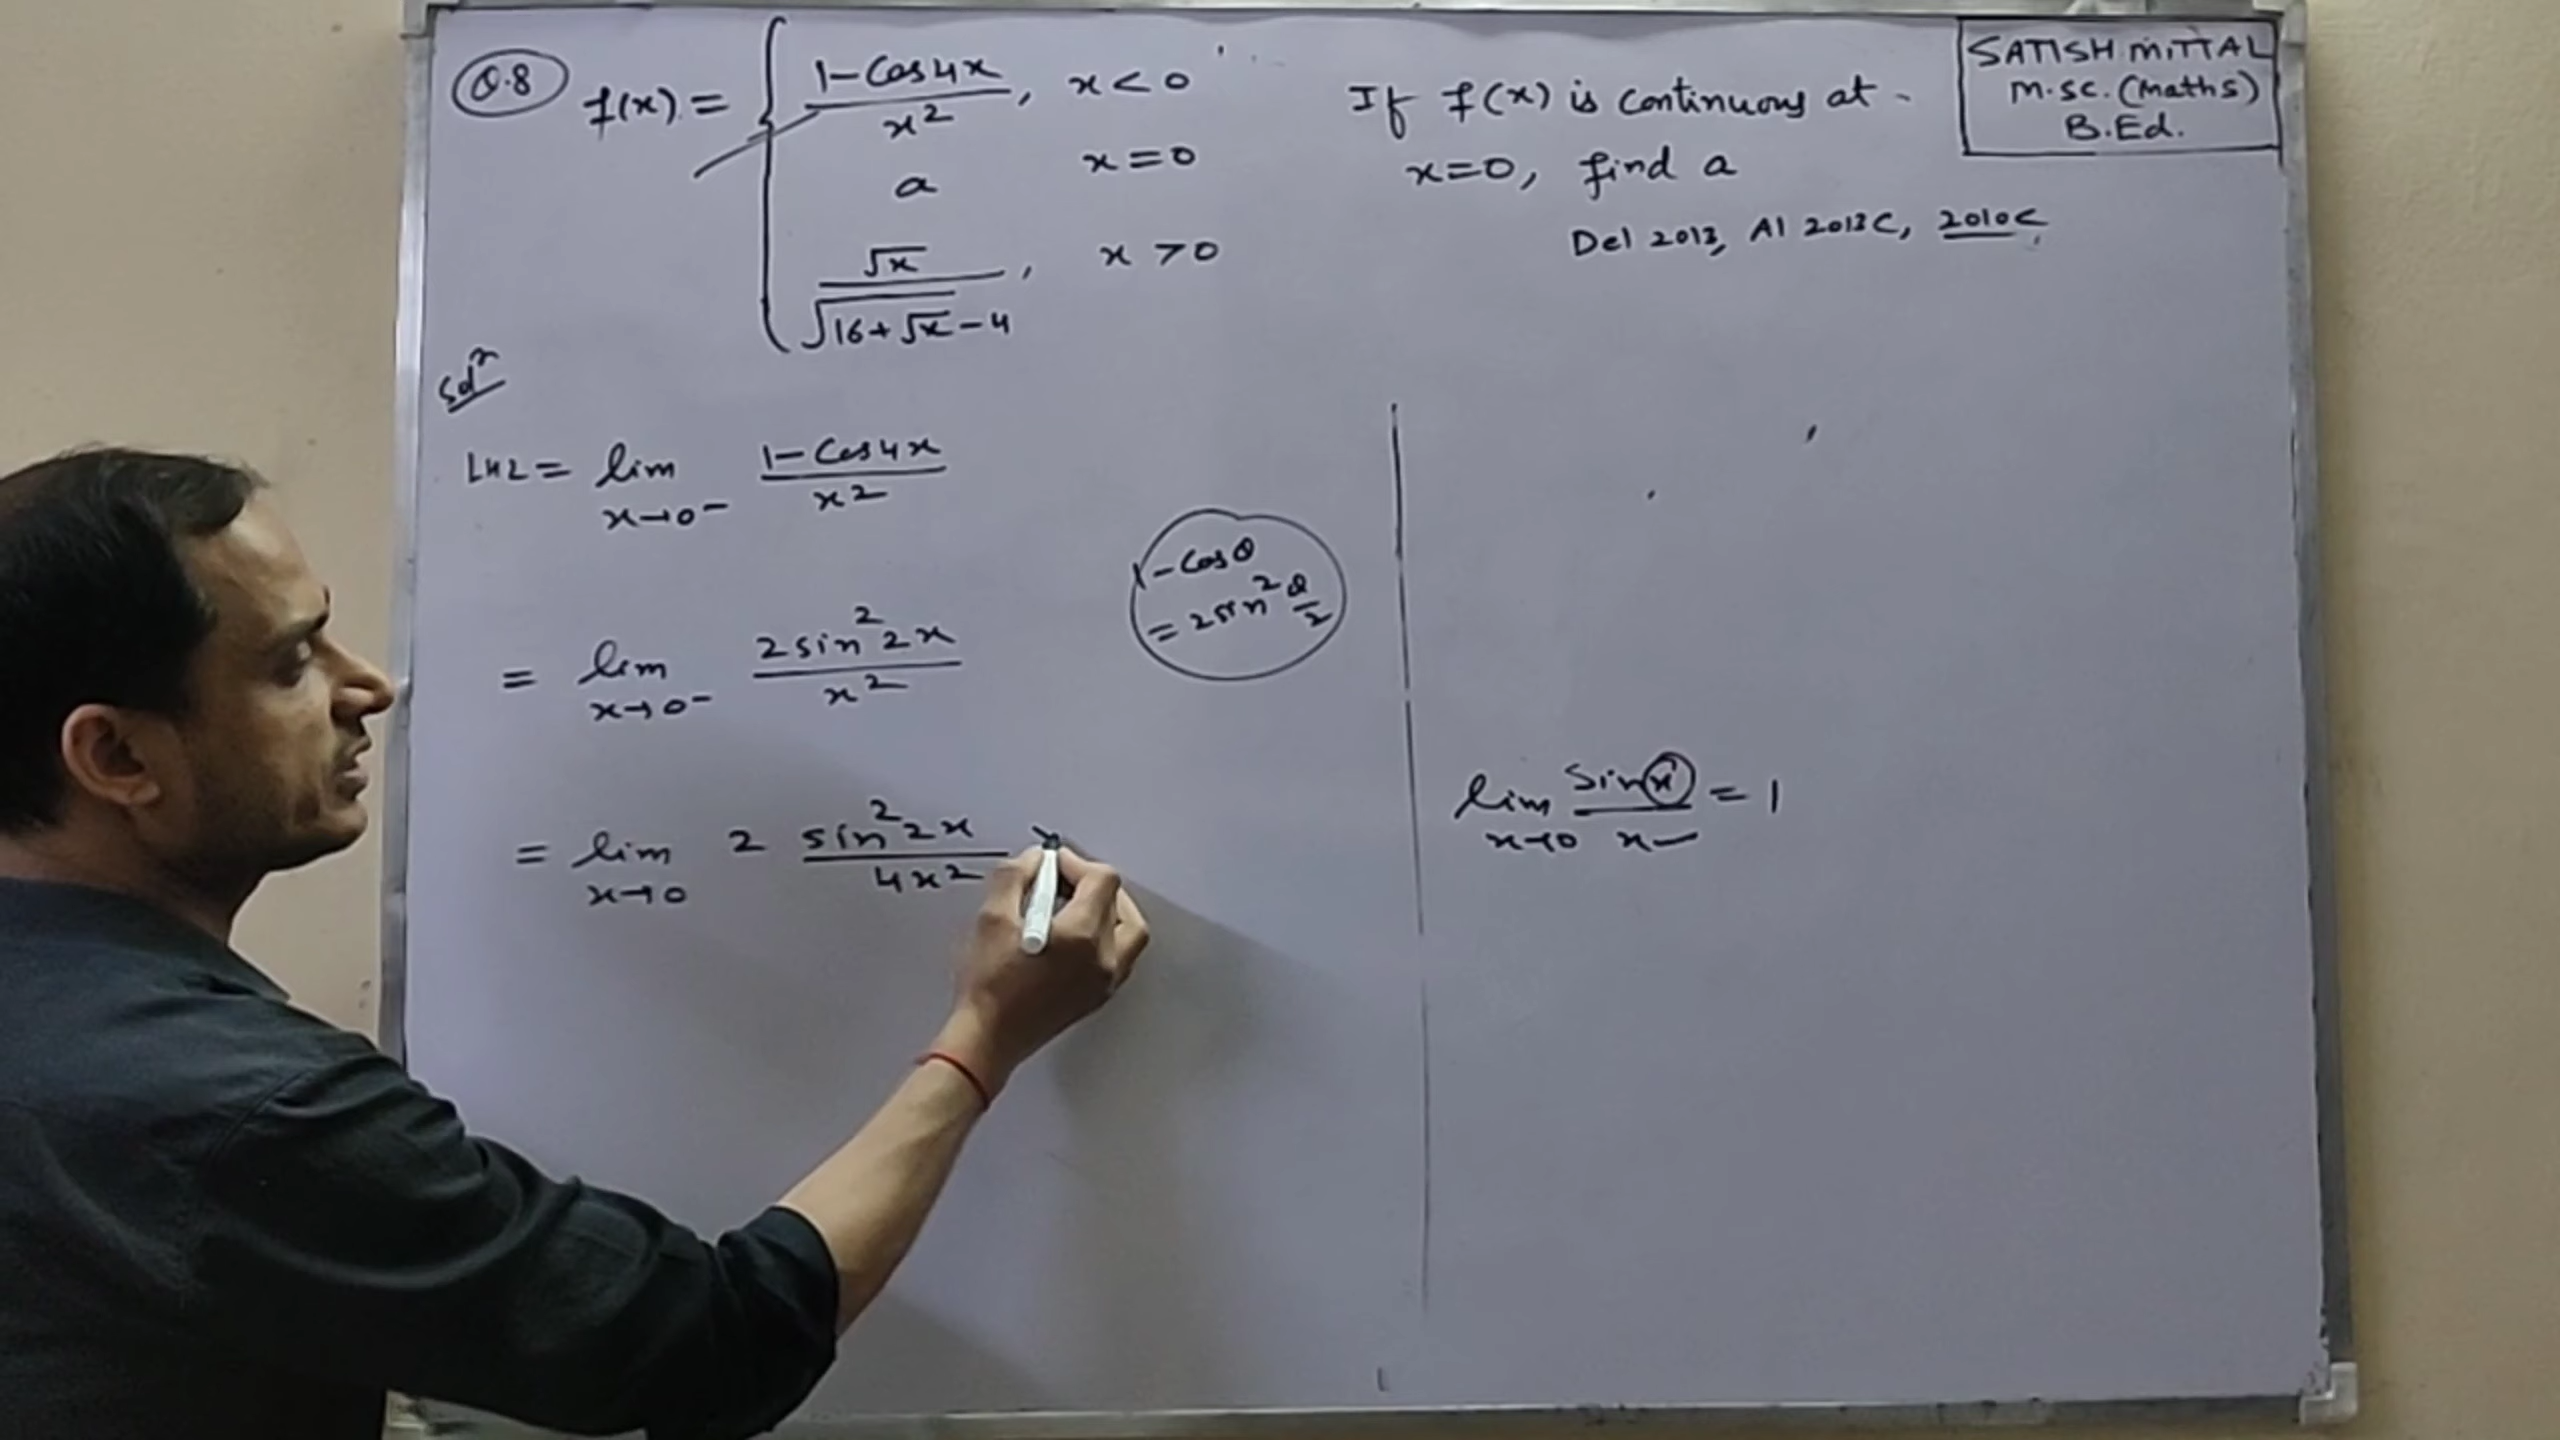 Q.8 f(x) = { (1-Cos4x)/x², x < 0
a x = 0
√x/(√(16+√x) - 4), x > 0
If f(x) is continuous at
x=0, find a
Del 2013, AI 2013C, 2010C
SATISH MITTAL
M.SC. (Maths)
B.Ed.
Solⁿ
LHL = lim x→0⁻ (1-Cos4x)/x²
= lim x→0⁻ (2sin²2x)/x²
1-Cosθ
= 2sin²θ/2
= lim x→0 2 (sin²2x)/(4x²) ×
lim x→0 (Sin x)/x = 1